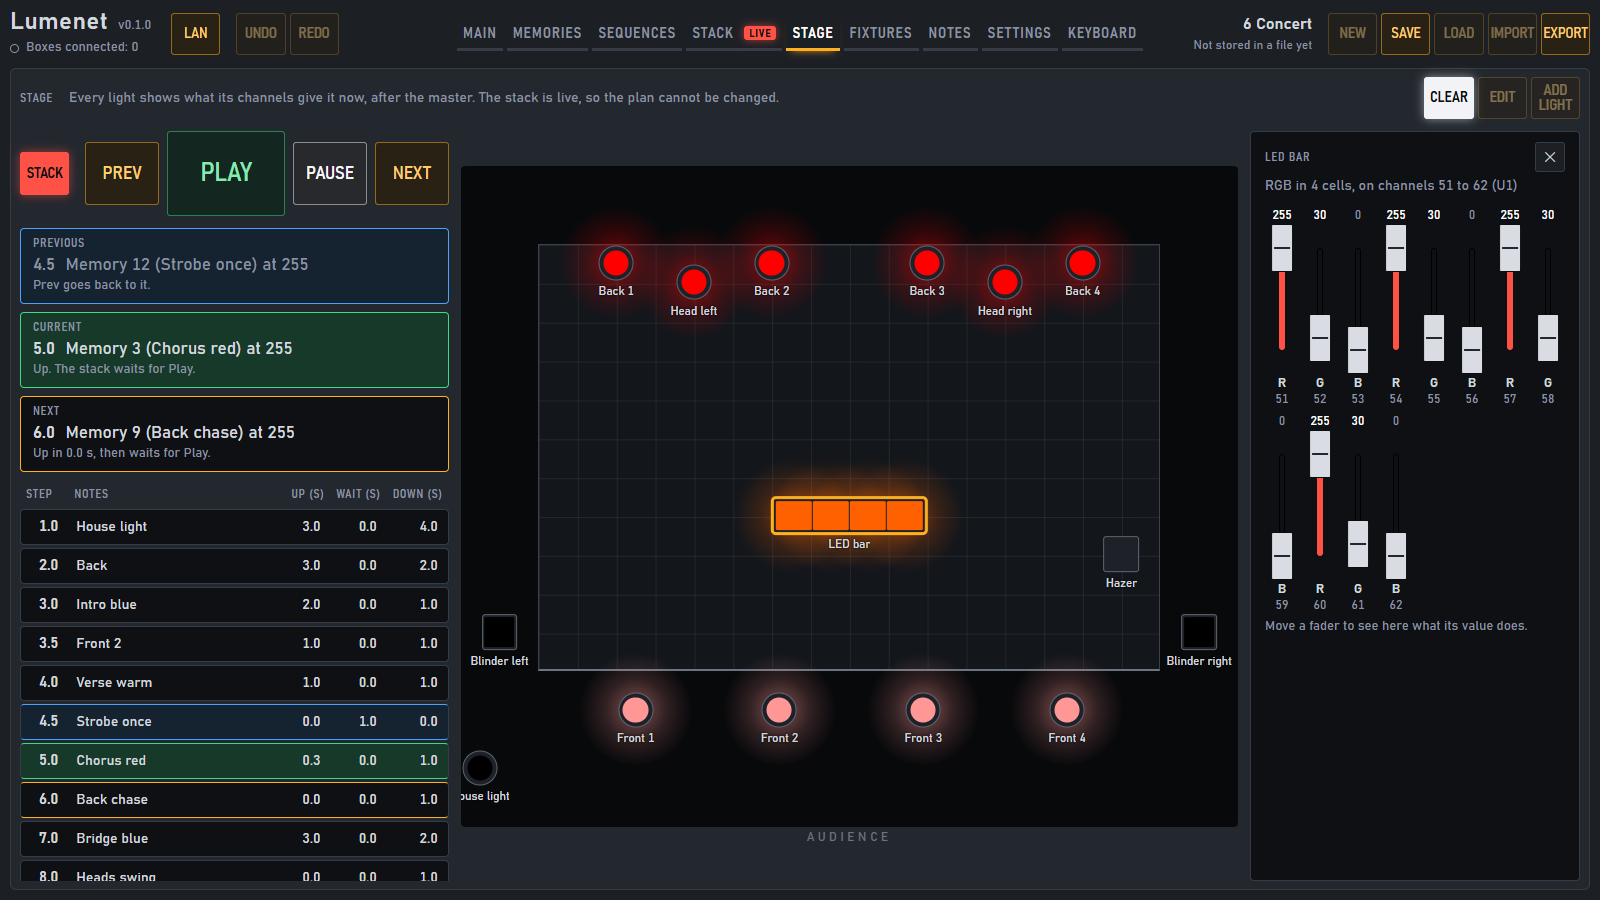 Lumenet v0.1.0
Boxes connected: 0
LAN
UNDO
REDO
MAIN
MEMORIES
SEQUENCES
STACK
LIVE
STAGE
FIXTURES
NOTES
SETTINGS
KEYBOARD
6 Concert
Not stored in a file yet
NEW
SAVE
LOAD
IMPORT
EXPORT
STAGE
Every light shows what its channels give it now, after the master. The stack is live, so the plan cannot be changed.
CLEAR
EDIT
ADD
LIGHT
STACK
PREV
PLAY
PAUSE
NEXT
PREVIOUS
4.5 Memory 12 (Strobe once) at 255
Prev goes back to it.
CURRENT
5.0 Memory 3 (Chorus red) at 255
Up. The stack waits for Play.
NEXT
6.0 Memory 9 (Back chase) at 255
Up in 0.0 s, then waits for Play.
STEP NOTES UP (S) WAIT (S) DOWN (S)
1.0 House light 3.0 0.0 4.0
2.0 Back 3.0 0.0 2.0
3.0 Intro blue 2.0 0.0 1.0
3.5 Front 2 1.0 0.0 1.0
4.0 Verse warm 1.0 0.0 1.0
4.5 Strobe once 0.0 1.0 0.0
5.0 Chorus red 0.3 0.0 1.0
6.0 Back chase 0.0 0.0 1.0
7.0 Bridge blue 3.0 0.0 2.0
8.0 Heads swing 0.0 0.0 1.0
Back 1
Head left
Back 2
Back 3
Head right
Back 4
LED bar
Hazer
Blinder left
Blinder right
Front 1
Front 2
Front 3
Front 4
ouse light
AUDIENCE
LED BAR
RGB in 4 cells, on channels 51 to 62 (U1)
255 30 0 255 30 0 255 30
R G B R G B R G
51 52 53 54 55 56 57 58
0 255 30 0
B R G B
59 60 61 62
Move a fader to see here what its value does.